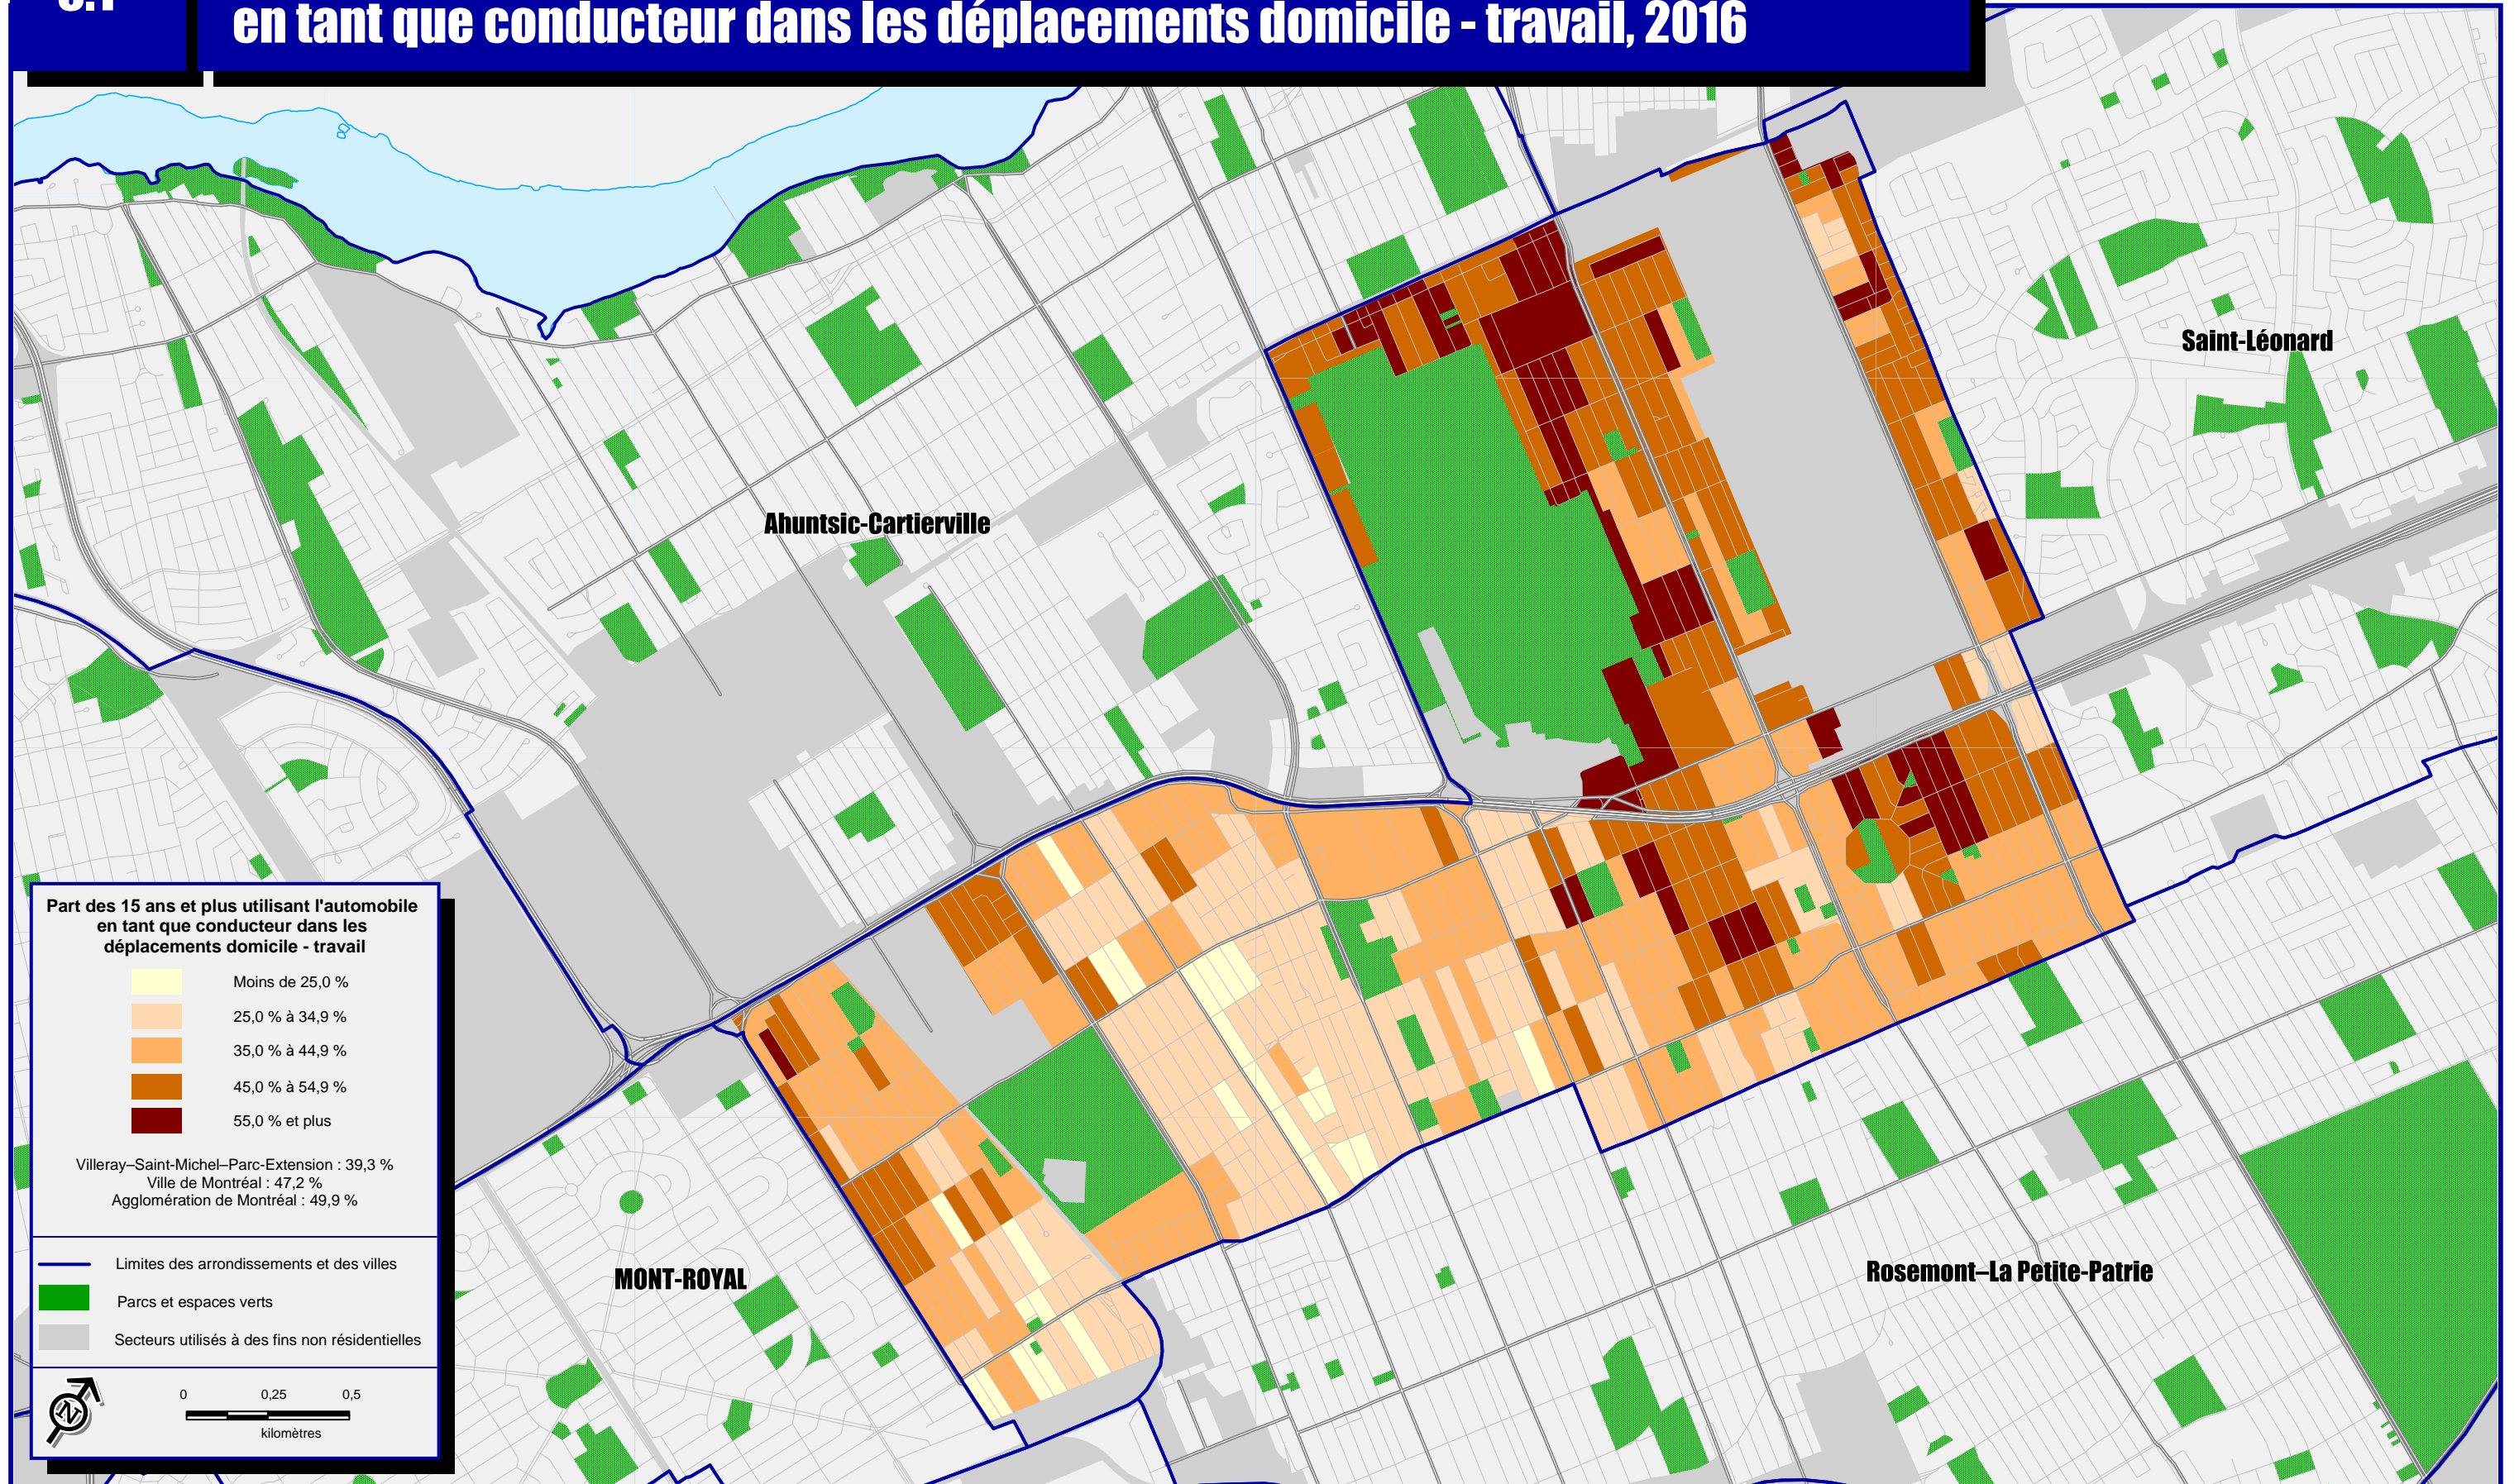 en tant que conducteur dans les déplacements domicile - travail, 2016
Saint-Léonard
Ahuntsic-Cartierville
MONT-ROYAL
Rosemont–La Petite-Patrie
Part des 15 ans et plus utilisant l'automobile
en tant que conducteur dans les
déplacements domicile - travail
Moins de 25,0 %
25,0 % à 34,9 %
35,0 % à 44,9 %
45,0 % à 54,9 %
55,0 % et plus
Villeray–Saint-Michel–Parc-Extension : 39,3 %
Ville de Montréal : 47,2 %
Agglomération de Montréal : 49,9 %
Limites des arrondissements et des villes
Parcs et espaces verts
Secteurs utilisés à des fins non résidentielles
N
0 0,25 0,5
kilomètres